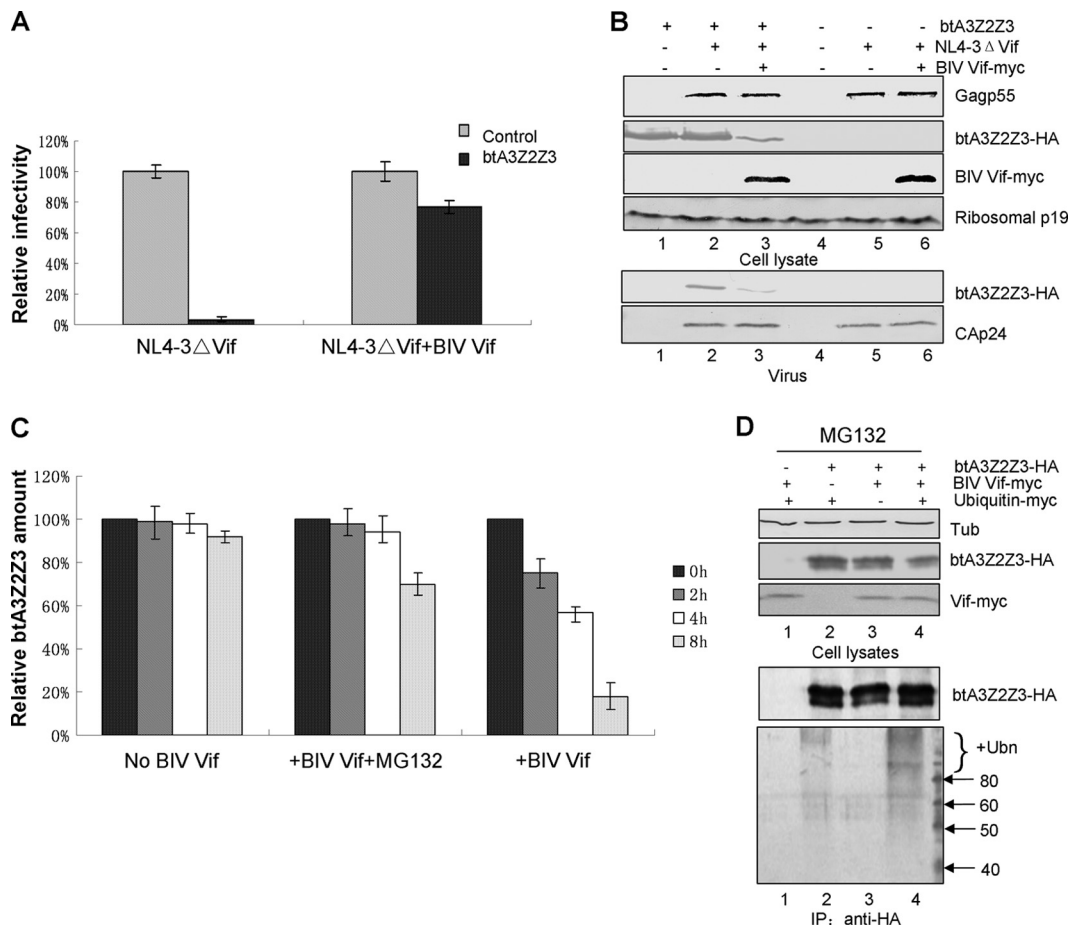 A
Relative infectivity
120%
100%
80%
60%
40%
20%
0%
Control
btA3Z2Z3
NL4-3△Vif
NL4-3△Vif+BIV Vif
B
+ + + - - - btA3Z2Z3
- + + - + + NL4-3△Vif
- - + - - + BIV Vif-myc
Gagp55
btA3Z2Z3-HA
BIV Vif-myc
Ribosomal p19
1 2 3 4 5 6
Cell lysate
btA3Z2Z3-HA
CAp24
1 2 3 4 5 6
Virus
C
Relative btA3Z2Z3 amount
120%
100%
80%
60%
40%
20%
0%
0h
2h
4h
8h
No BIV Vif
+BIV Vif+MG132
+BIV Vif
D
MG132
- + + + btA3Z2Z3-HA
+ - + + BIV Vif-myc
+ + - + Ubiquitin-myc
Tub
btA3Z2Z3-HA
Vif-myc
1 2 3 4
Cell lysates
btA3Z2Z3-HA
+Ubn
80
60
50
40
1 2 3 4
IP: anti-HA